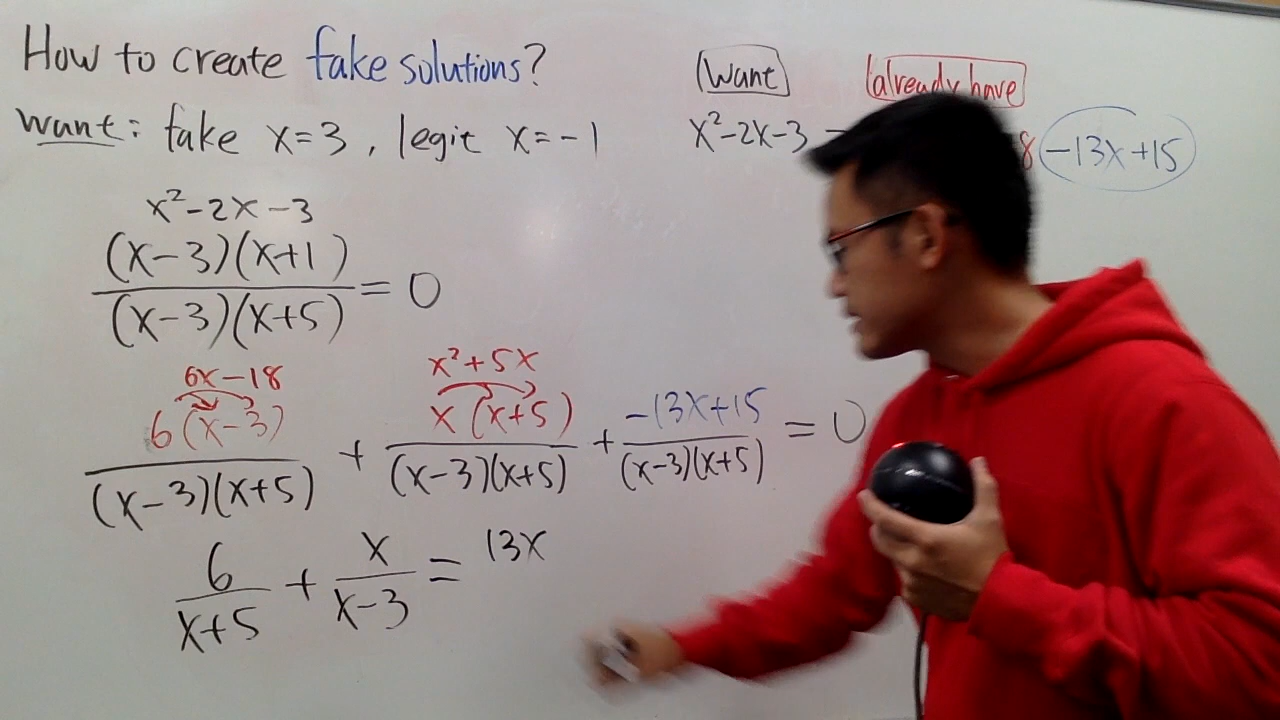 How to create fake solutions?
want: fake x=3, legit x=-1
x²-2x-3
(x-3)(x+1)
(x-3)(x+5)
= 0
6x-18
6(x-3)
(x-3)(x+5)
+
x²+5x
x(x+5)
(x-3)(x+5)
+
-13x+15
(x-3)(x+5)
= 0
6
x+5
+
x
x-3
=
13x
want
already have
x²-2x-3
8 -13x+15